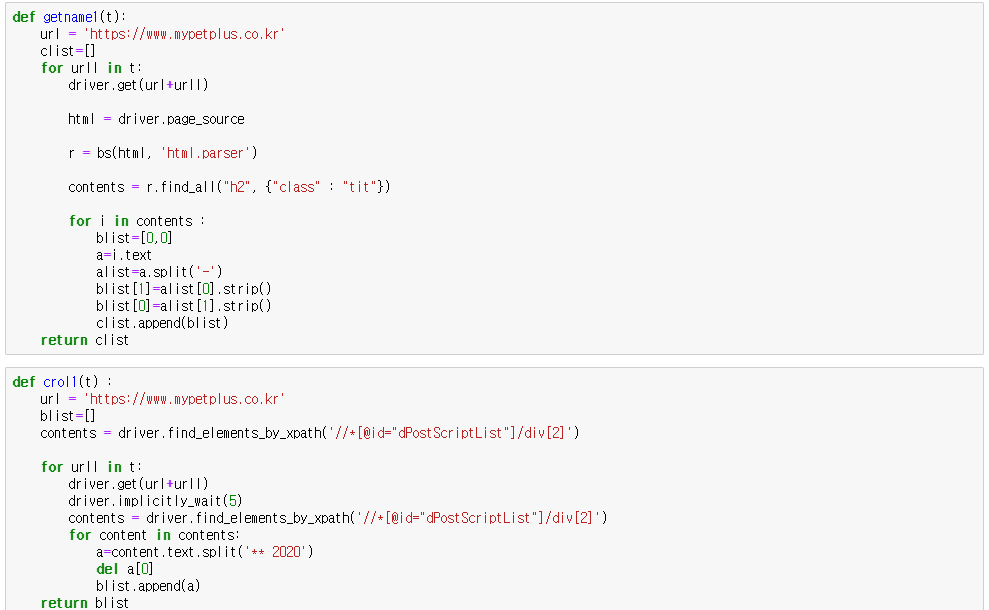 def getname1(t):
    url = 'https://www.mypetplus.co.kr'
    clist=[]
    for urll in t:
        driver.get(url+urll)
        html = driver.page_source
        r = bs(html, 'html.parser')
        contents = r.find_all("h2", {"class" : "tit"})
        for i in contents :
            blist=[0,0]
            a=i.text
            alist=a.split('-')
            blist[1]=alist[0].strip()
            blist[0]=alist[1].strip()
            clist.append(blist)
    return clist
def crol1(t) :
    url = 'https://www.mypetplus.co.kr'
    blist=[]
    contents = driver.find_elements_by_xpath('//*[@id="dPostScriptList"]/div[2]')
    for urll in t:
        driver.get(url+urll)
        driver.implicitly_wait(5)
        contents = driver.find_elements_by_xpath('//*[@id="dPostScriptList"]/div[2]')
        for content in contents:
            a=content.text.split('** 2020')
            del a[0]
            blist.append(a)
    return blist